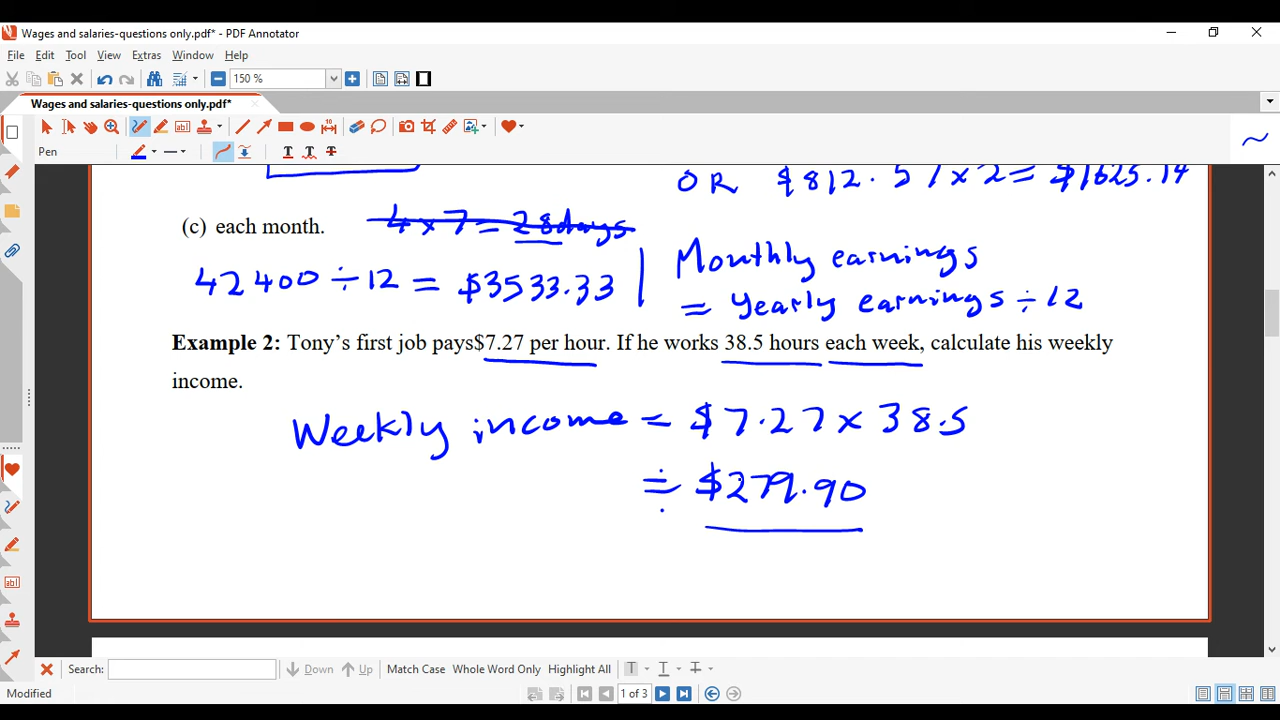 Wages and salaries-questions only.pdf* - PDF Annotator
File Edit Tool View Extras Window Help
150 %
Wages and salaries-questions only.pdf*
Pen
OR $812.57 x 2 = $1625.14
(c) each month. 4 x 7 = 28days
42400 ÷ 12 = $3533.33 | Monthly earnings
= Yearly earnings ÷ 12
Example 2: Tony’s first job pays$7.27 per hour. If he works 38.5 hours each week, calculate his weekly
income.
Weekly income = $7.27 x 38.5
≑ $279.90
Search: Down Up Match Case Whole Word Only Highlight All
Modified 1 of 3